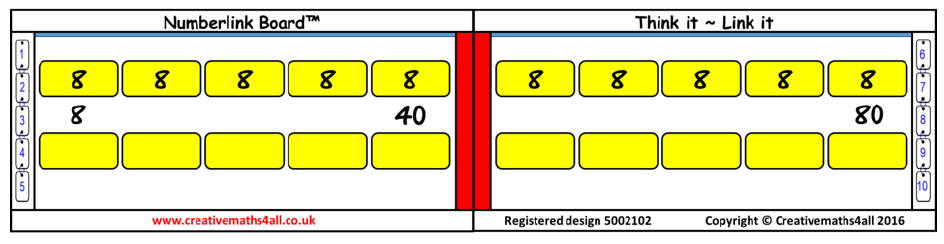 Numberlink Board™ Think it ~ Link it
1 6
2 8 8 8 8 8 8 8 8 8 8 7
3 8 40 80 8
4 9
5 10
www.creativemaths4all.co.uk Registered design 5002102 Copyright © Creativemaths4all 2016